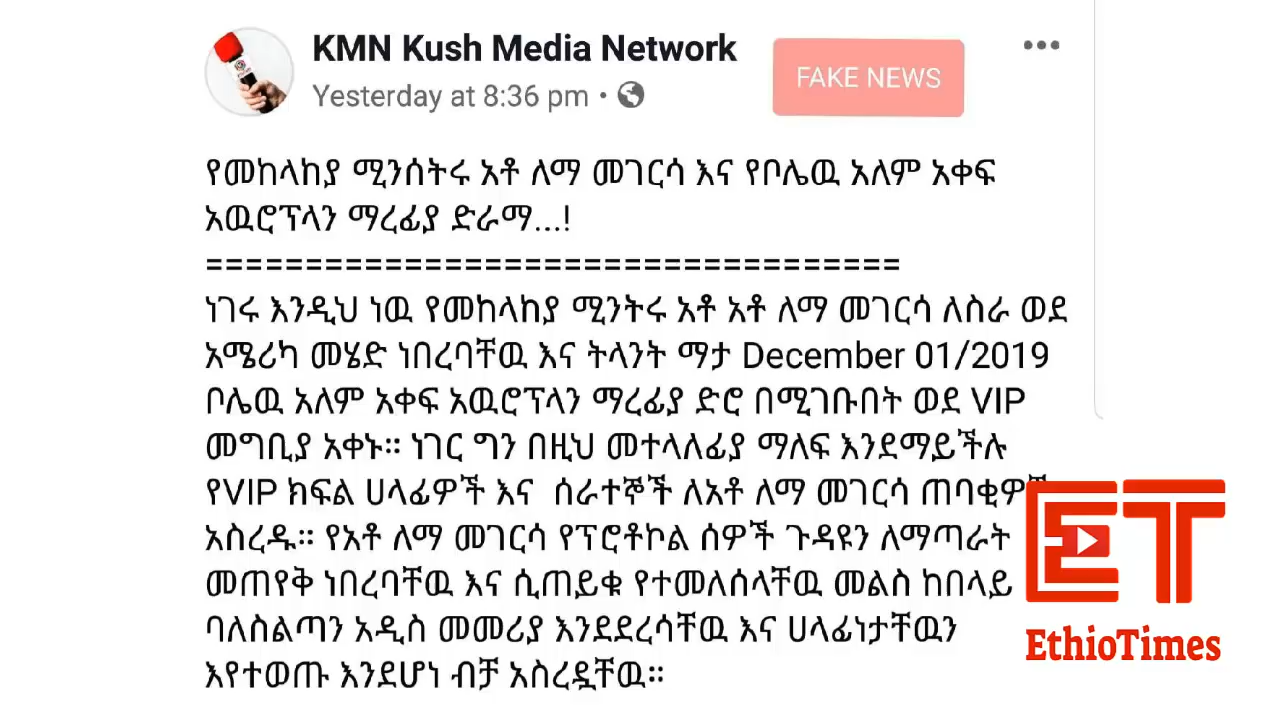 KMN Kush Media Network
FAKE NEWS
Yesterday at 8:36 pm
የመከላከያ ሚንሰትሩ አቶ ለማ መገርሳ እና የቦሌዉ አለም አቀፍ
አዉሮፕላን ማረፊያ ድራማ...!
===================================
ነገሩ እንዲህ ነዉ የመከላከያ ሚንትሩ አቶ አቶ ለማ መገርሳ ለስራ ወደ
አሜሪካ መሄድ ነበረባቸዉ እና ትላንት ማታ December 01/2019
ቦሌዉ አለም አቀፍ አዉሮፕላን ማረፊያ ድሮ በሚገቡበት ወደ VIP
መግቢያ አቀኑ። ነገር ግን በዚህ መተላለፊያ ማለፍ እንደማይችሉ
የVIP ክፍል ሀላፊዎች እና ሰራተኞች ለአቶ ለማ መገርሳ ጠባቂዎች
አስረዱ። የአቶ ለማ መገርሳ የፕሮቶኮል ሰዎች ጉዳዩን ለማጣራት
መጠየቅ ነበረባቸዉ እና ሲጠይቁ የተመለሰላቸዉ መልስ ከበላይ
ባለስልጣን አዲስ መመሪያ እንደደረሳቸዉ እና ሀላፊነታቸዉን
እየተወጡ እንደሆነ ብቻ አስረዷቸዉ።
ET
EthioTimes